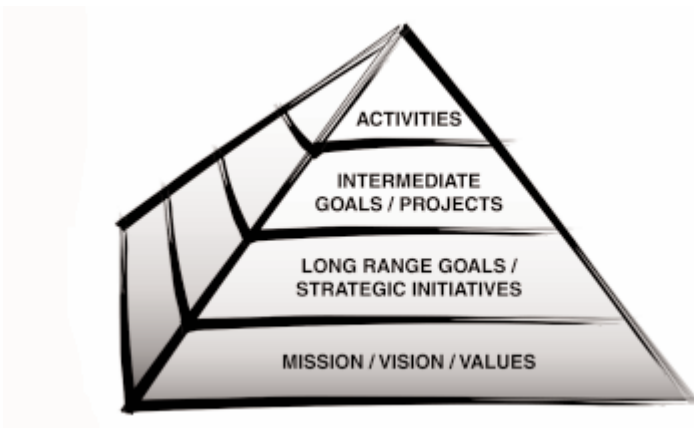 ACTIVITIES
INTERMEDIATE
GOALS / PROJECTS
LONG RANGE GOALS /
STRATEGIC INITIATIVES
MISSION / VISION / VALUES